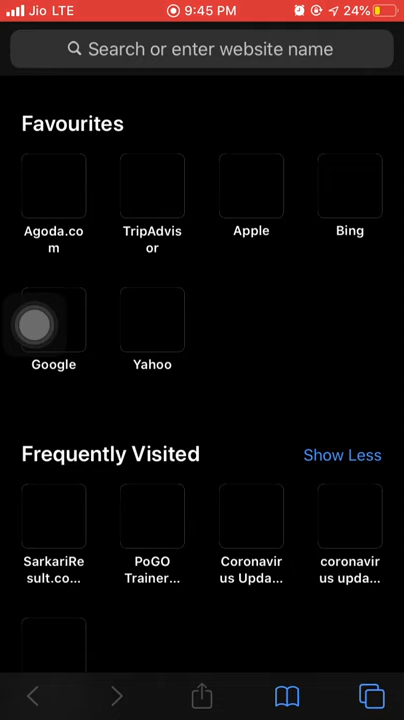 Jio LTE 9:45 PM 24%
Search or enter website name
Favourites
Agoda.co
m
TripAdvis
or
Apple
Bing
Google
Yahoo
Frequently Visited Show Less
SarkariRe
sult.co...
PoGO
Trainer...
Coronavir
us Upda...
coronavir
us upda...